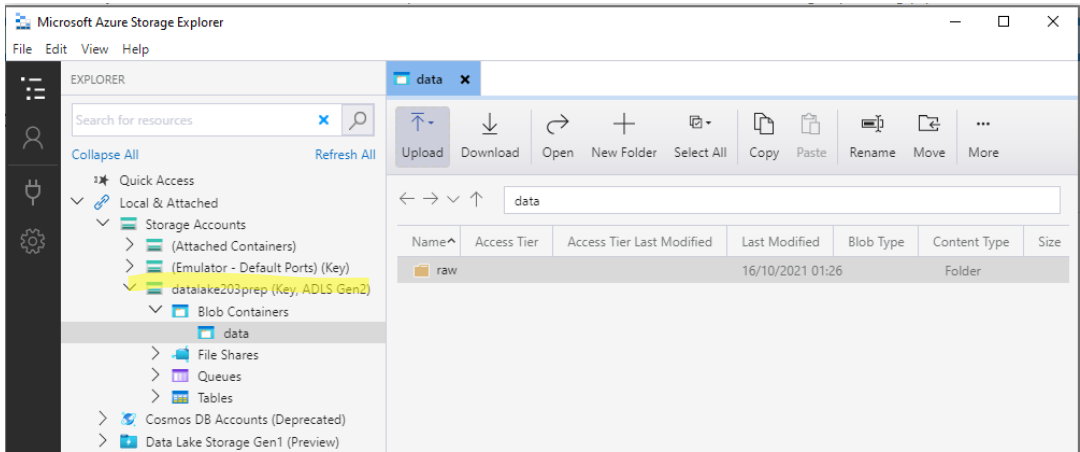 Microsoft Azure Storage Explorer
File Edit View Help
EXPLORER
Search for resources
Collapse All Refresh All
Quick Access
Local & Attached
Storage Accounts
(Attached Containers)
(Emulator - Default Ports) (Key)
datalake203prep (Key, ADLS Gen2)
Blob Containers
data
File Shares
Queues
Tables
Cosmos DB Accounts (Deprecated)
Data Lake Storage Gen1 (Preview)
data
Upload Download Open New Folder Select All Copy Paste Rename Move More
data
Name Access Tier Access Tier Last Modified Last Modified Blob Type Content Type Size
raw 16/10/2021 01:26 Folder